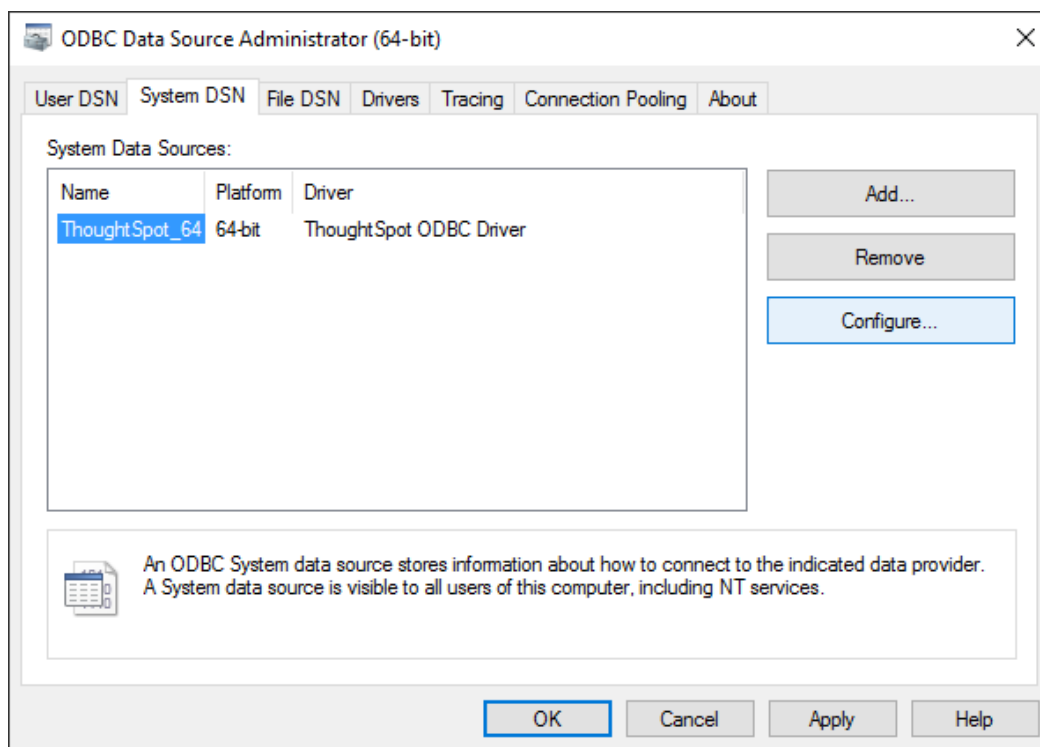 ODBC Data Source Administrator (64-bit)
User DSN System DSN File DSN Drivers Tracing Connection Pooling About
System Data Sources:
Name Platform Driver
ThoughtSpot_64 64-bit ThoughtSpot ODBC Driver
Add...
Remove
Configure...
An ODBC System data source stores information about how to connect to the indicated data provider.
A System data source is visible to all users of this computer, including NT services.
OK Cancel Apply Help